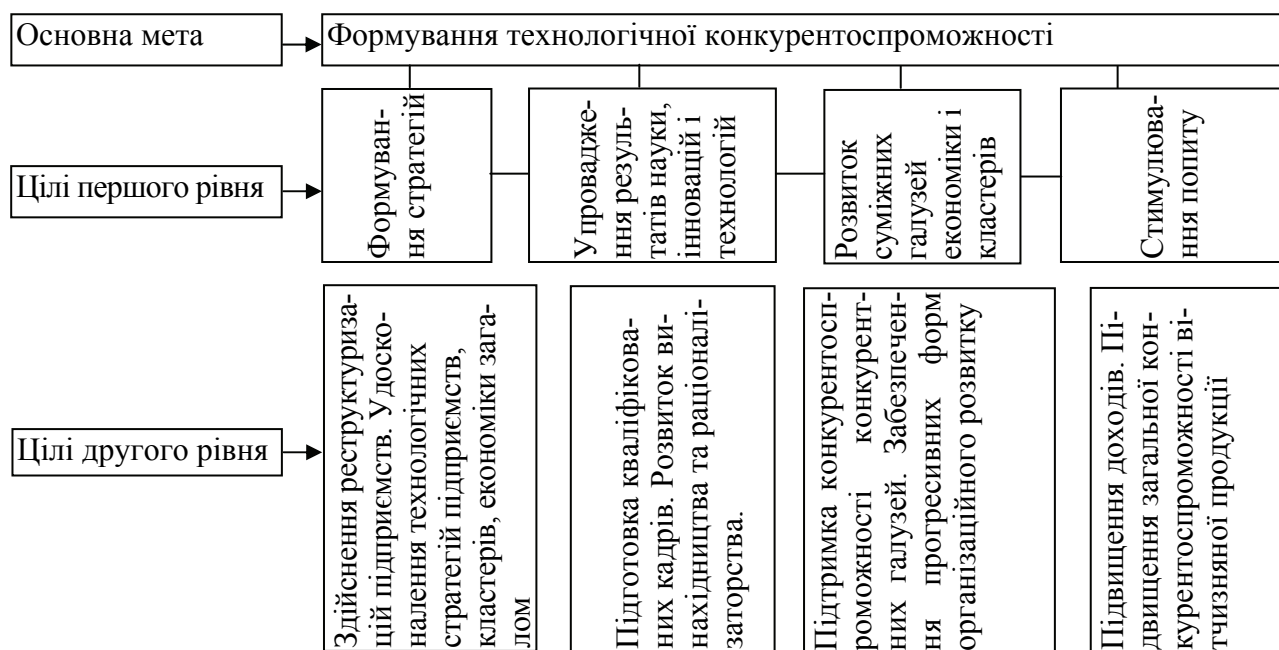 Основна мета
Формування технологічної конкурентоспроможності
Цілі першого рівня
Формуван-
ня стратегій
Упровадже-
ння резуль-
татів науки,
інновацій і
технологій
Розвиток
суміжних
галузей
економіки і
кластерів
Стимулюва-
ння попиту
Цілі другого рівня
Здійснення реструктуриза-
цій підприємств. Удоско-
налення технологічних
стратегій підприємств,
кластерів, економіки зага-
лом
Підготовка кваліфікова-
них кадрів. Розвиток ви-
нахідництва та раціоналі-
заторства.
Підтримка конкурентосп-
роможності конкурент-
них галузей. Забезпечен-
ня прогресивних форм
організаційного розвитку
Підвищення доходів. Пі-
двищення загальної кон-
курентоспроможності ві-
тчизняної продукції